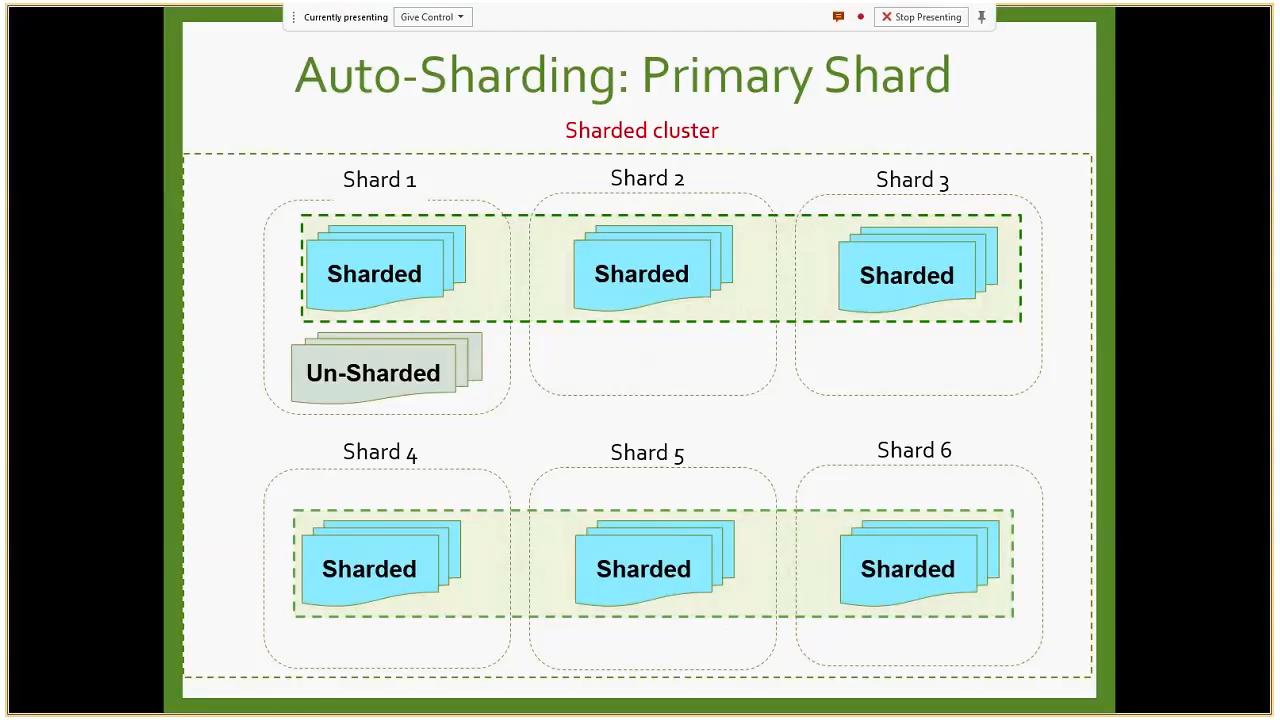 Currently presenting
Give Control
Stop Presenting
Auto-Sharding: Primary Shard
Sharded cluster
Shard 1
Shard 2
Shard 3
Sharded
Sharded
Sharded
Un-Sharded
Shard 4
Shard 5
Shard 6
Sharded
Sharded
Sharded